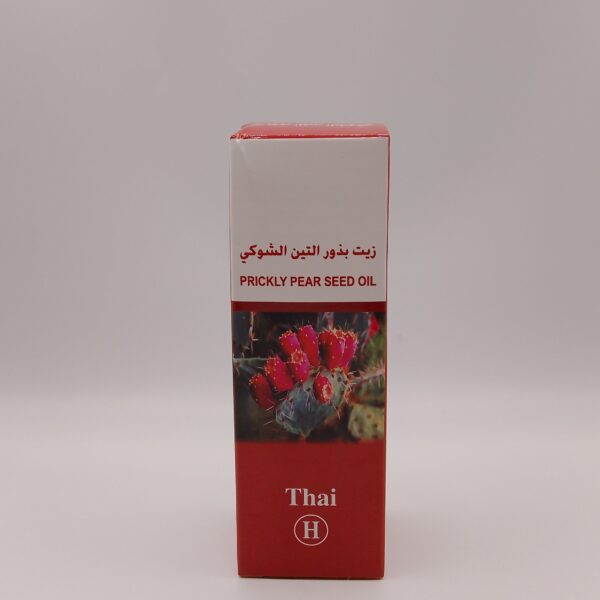 زيت بذور التين الشوكي
PRICKLY PEAR SEED OIL
Thai
H